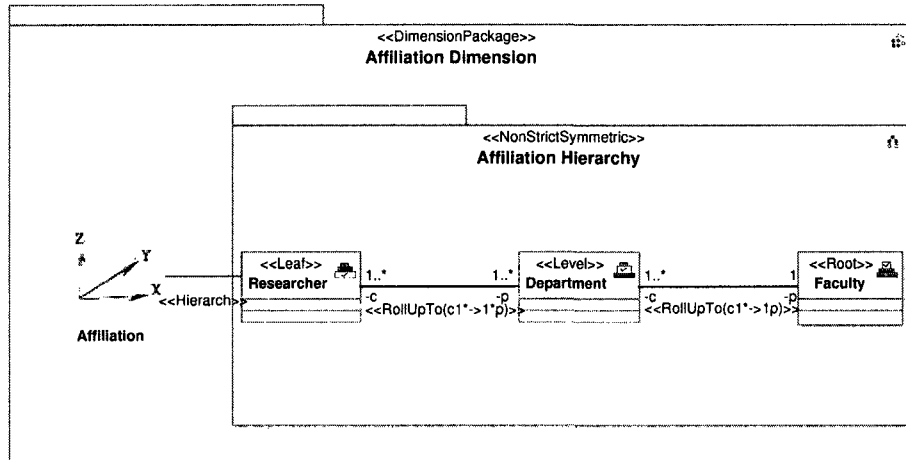 <<DimensionPackage>>
Affiliation Dimension
<<NonStrictSymmetric>>
Affiliation Hierarchy
Z
Y
X
<<Hierarch>>
Affiliation
<<Leaf>>
Researcher
1..*
1..*
-c
-p
<<RollUpTo(c1*->1*p)>>
<<Level>>
Department
1..*
1
-c
-p
<<RollUpTo(c1*->1p)>>
<<Root>>
Faculty